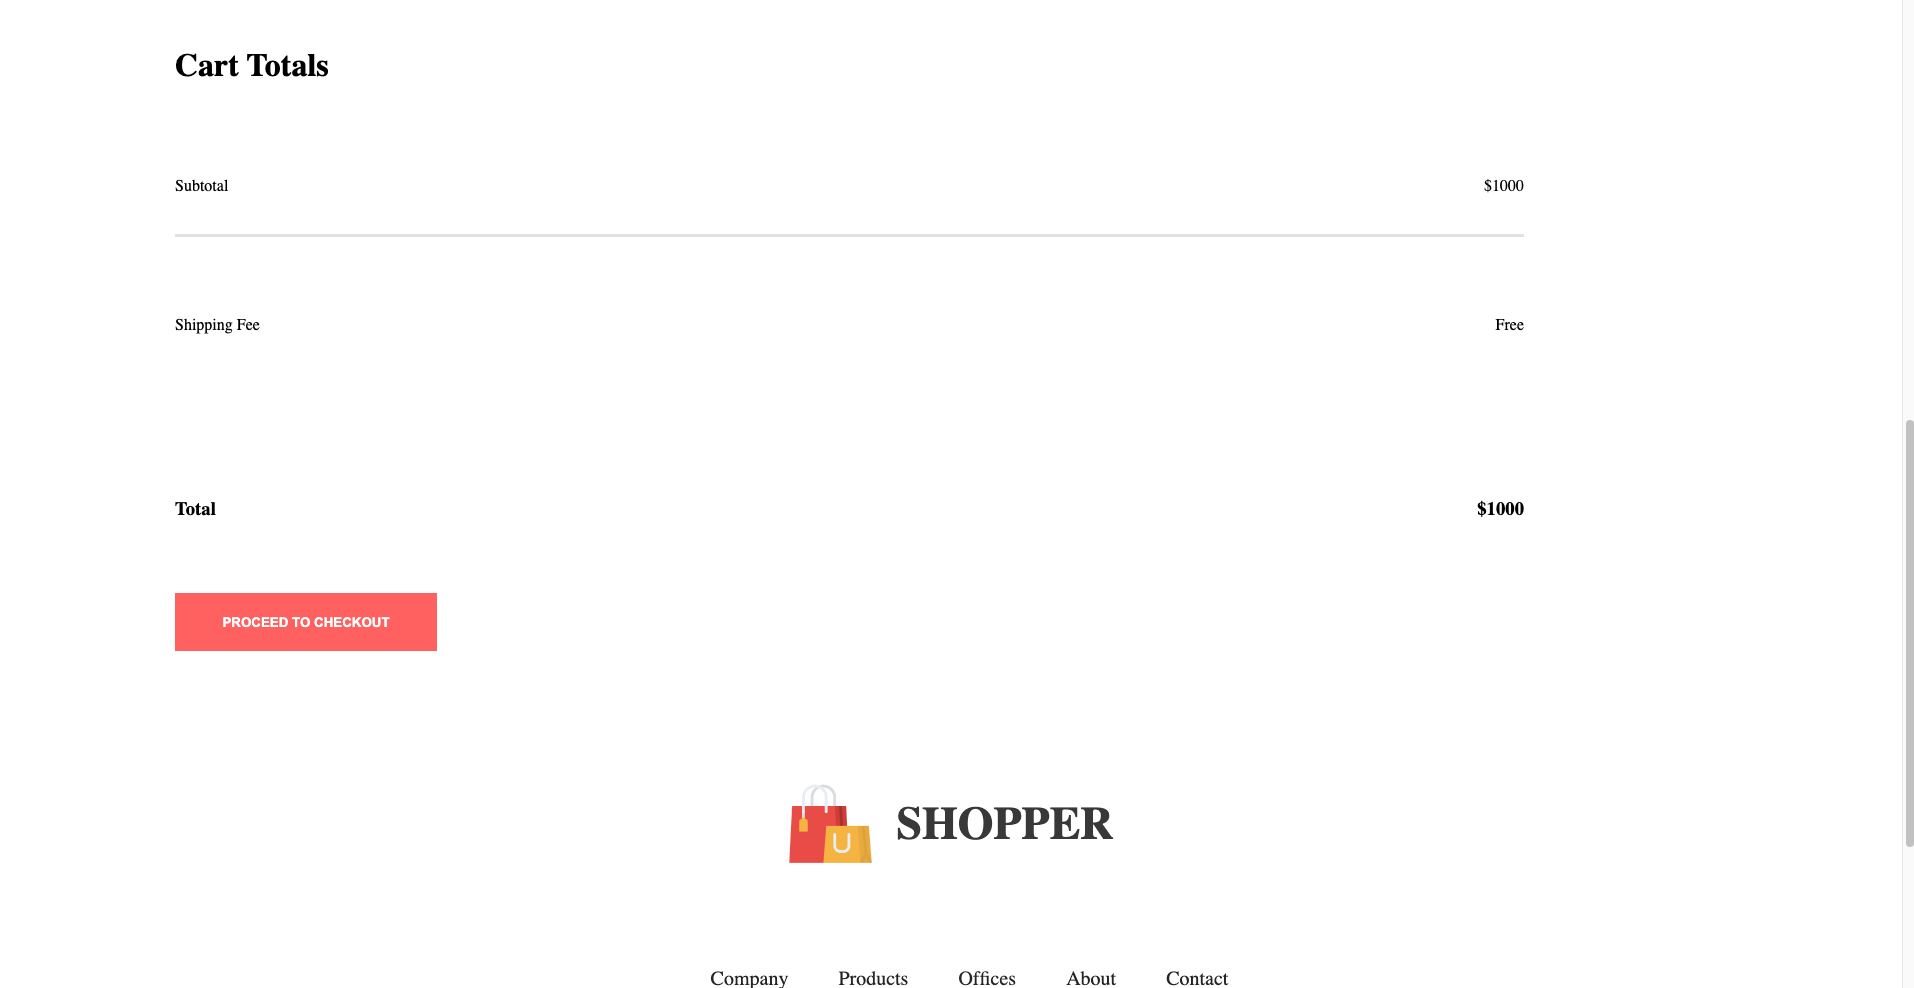 Cart Totals
Subtotal $1000
Shipping Fee Free
Total $1000
PROCEED TO CHECKOUT
SHOPPER
Company Products Offices About Contact